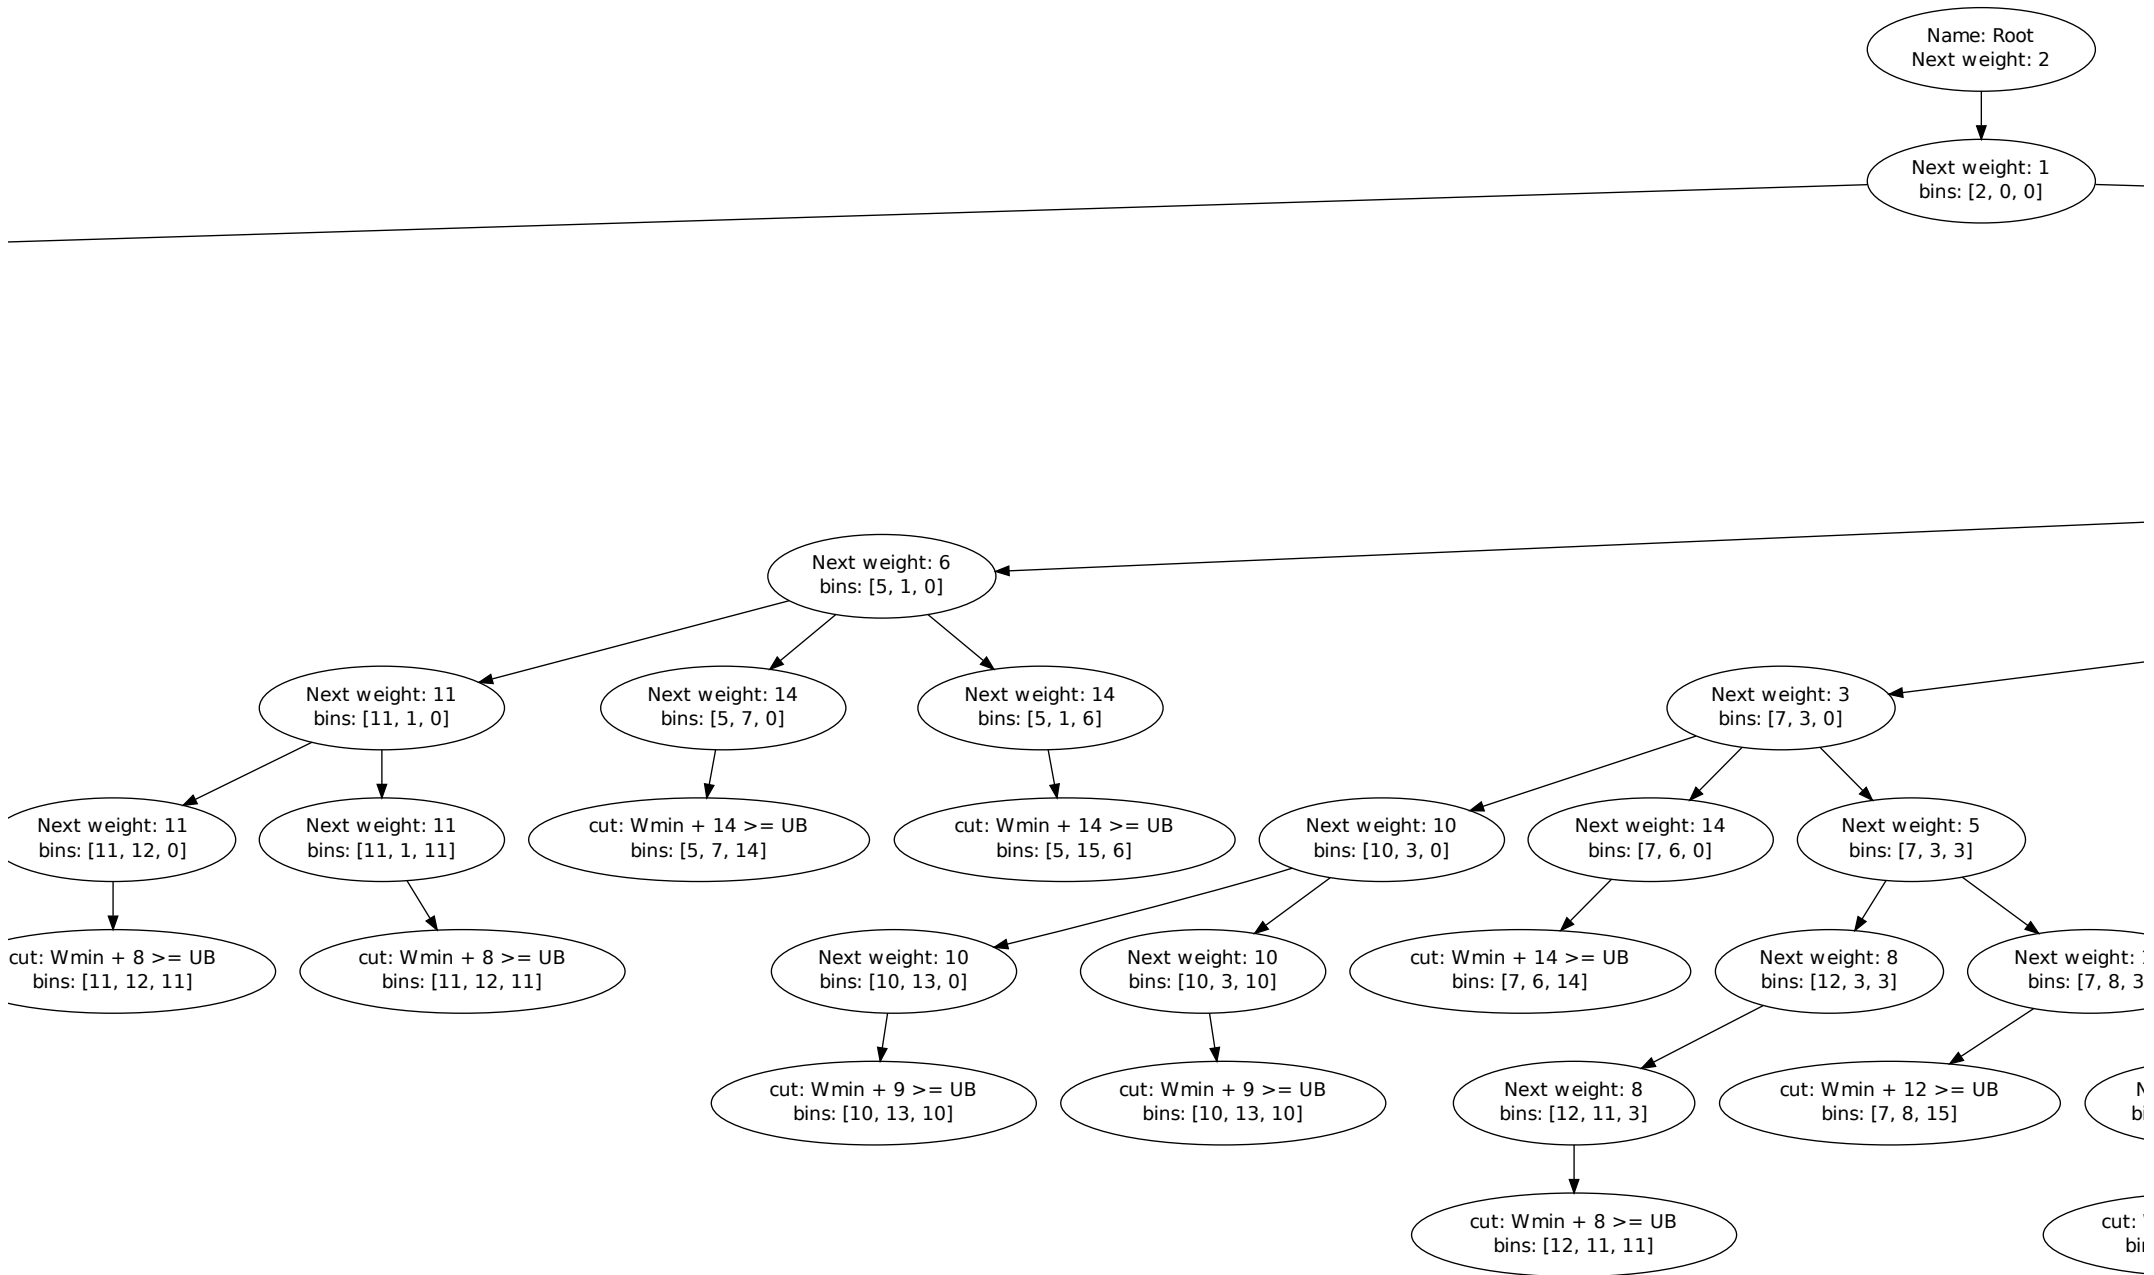 Name: Root
Next weight: 2
Next weight: 1
bins: [2, 0, 0]
Next weight: 6
bins: [5, 1, 0]
Next weight: 11
bins: [11, 1, 0]
Next weight: 14
bins: [5, 7, 0]
Next weight: 14
bins: [5, 1, 6]
Next weight: 3
bins: [7, 3, 0]
Next weight: 11
bins: [11, 12, 0]
Next weight: 11
bins: [11, 1, 11]
cut: Wmin + 14 >= UB
bins: [5, 7, 14]
cut: Wmin + 14 >= UB
bins: [5, 15, 6]
Next weight: 10
bins: [10, 3, 0]
Next weight: 14
bins: [7, 6, 0]
Next weight: 5
bins: [7, 3, 3]
cut: Wmin + 8 >= UB
bins: [11, 12, 11]
cut: Wmin + 8 >= UB
bins: [11, 12, 11]
Next weight: 10
bins: [10, 13, 0]
Next weight: 10
bins: [10, 3, 10]
cut: Wmin + 14 >= UB
bins: [7, 6, 14]
Next weight: 8
bins: [12, 3, 3]
Next weight:
bins: [7, 8, 3
cut: Wmin + 9 >= UB
bins: [10, 13, 10]
cut: Wmin + 9 >= UB
bins: [10, 13, 10]
Next weight: 8
bins: [12, 11, 3]
cut: Wmin + 12 >= UB
bins: [7, 8, 15]
cut: Wmin + 8 >= UB
bins: [12, 11, 11]
cut: